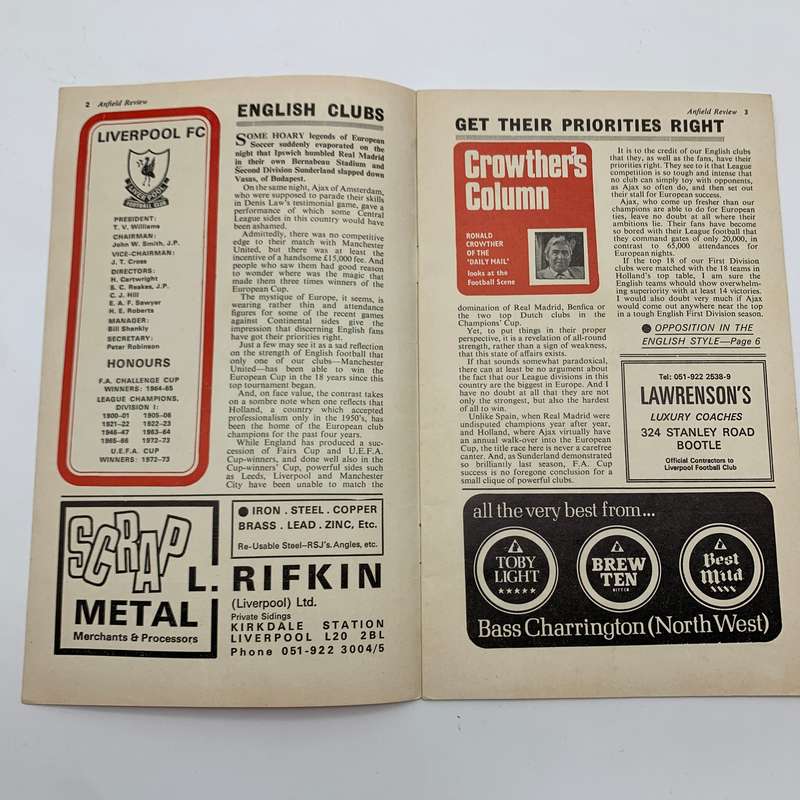 2 Anfield Review
LIVERPOOL FC
LIVERPOOL
FOOTBALL CLUB
PRESIDENT:
T. V. Williams
CHAIRMAN:
John W. Smith, J.P.
VICE-CHAIRMAN:
J. T. Cross
DIRECTORS:
H. Cartwright
S. C. Reakes, J.P.
C. J. Hill
E. A. F. Sawyer
H. E. Roberts
MANAGER:
Bill Shankly
SECRETARY:
Peter Robinson
HONOURS
F.A. CHALLENGE CUP
WINNERS: 1964-65
LEAGUE CHAMPIONS,
DIVISION I:
1900-01 1905-06
1921-22 1922-23
1946-47 1963-64
1965-66 1972-73
U.E.F.A. CUP
WINNERS: 1972-73
ENGLISH CLUBS
SOME HOARY legends of European
Soccer suddenly evaporated on the
night that Ipswich humbled Real Madrid
in their own Bernabeau Stadium and
Second Division Sunderland slapped down
Vasas, of Budapest.
On the same night, Ajax of Amsterdam,
who were supposed to parade their skills
in Denis Law's testimonial game, gave a
performance of which some Central
League sides in this country would have
been ashamed.
Admittedly, there was no competitive
edge to their match with Manchester
United, but there was at least the
incentive of a handsome £15,000 fee. And
people who saw them had good reason
to wonder where was the magic that
made them three times winners of the
European Cup.
The mystique of Europe, it seems, is
wearing rather thin and attendance
figures for some of the recent games
against Continental sides give the
impression that discerning English fans
have got their priorities right.
Just a few may see it as a sad reflection
on the strength of English football that
only one of our clubs—Manchester
United—has been able to win the
European Cup in the 18 years since this
top tournament began.
And, on face value, the contrast takes
on a sombre note when one reflects that
Holland, a country which accepted
professionalism only in the 1950's, has
been the home of the European club
champions for the past four years.
While England has produced a suc-
cession of Fairs Cup and U.E.F.A.
Cup-winners, and done well also in the
Cup-winners' Cup, powerful sides such
as Leeds, Liverpool and Manchester
City have been unable to match the
SCRAP
METAL
Merchants & Processors
● IRON . STEEL . COPPER
BRASS . LEAD . ZINC, Etc.
Re-Usable Steel—RSJ's. Angles, etc.
L. RIFKIN
(Liverpool) Ltd.
Private Sidings
KIRKDALE STATION
LIVERPOOL L20 2BL
Phone 051-922 3004/5
Anfield Review 3
GET THEIR PRIORITIES RIGHT
Crowther's
Column
RONALD
CROWTHER
OF THE
'DAILY MAIL'
looks at the
Football Scene
domination of Real Madrid, Benfica or
the two top Dutch clubs in the
Champions' Cup.
Yet, to put things in their proper
perspective, it is a revelation of all-round
strength, rather than a sign of weakness,
that this state of affairs exists.
If that sounds somewhat paradoxical,
there can at least be no argument about
the fact that our League divisions in this
country are the biggest in Europe. And I
have no doubt at all that they are not
only the strongest, but also the hardest
of all to win.
Unlike Spain, when Real Madrid were
undisputed champions year after year,
and Holland, where Ajax virtually have
an annual walk-over into the European
Cup, the title race here is never a carefree
canter. And, as Sunderland demonstrated
so brilliantly last season, F.A. Cup
success is no foregone conclusion for a
small clique of powerful clubs.
It is to the credit of our English clubs
that they, as well as the fans, have their
priorities right. They see to it that League
competition is so tough and intense that
no club can simply toy with opponents,
as Ajax so often do, and then set out
their stall for European success.
Ajax, who come up fresher than our
champions are able to do for European
ties, leave no doubt at all where their
ambitions lie. Their fans have become
so bored with their League football that
they command gates of only 20,000, in
contrast to 65,000 attendances for
European nights.
If the top 18 of our First Division
clubs were matched with the 18 teams in
Holland's top table, I am sure the
English teams whould show overwhelm-
ing superiority with at least 14 victories.
I would also doubt very much if Ajax
would come out anywhere near the top
in a tough English First Division season.
● OPPOSITION IN THE
ENGLISH STYLE—Page 6
Tel: 051-922 2538-9
LAWRENSON'S
LUXURY COACHES
324 STANLEY ROAD
BOOTLE
Official Contractors to
Liverpool Football Club
all the very best from...
TOBY
LIGHT
BREW
TEN
BITTER
Best
Mild
Bass Charrington (North West)